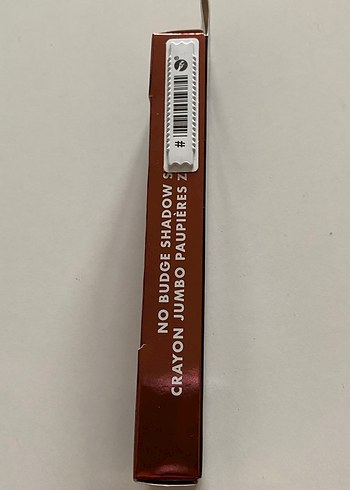 NO BUDGE SHADOW S
CRAYON JUMBO PAUPIÈRES Z
#